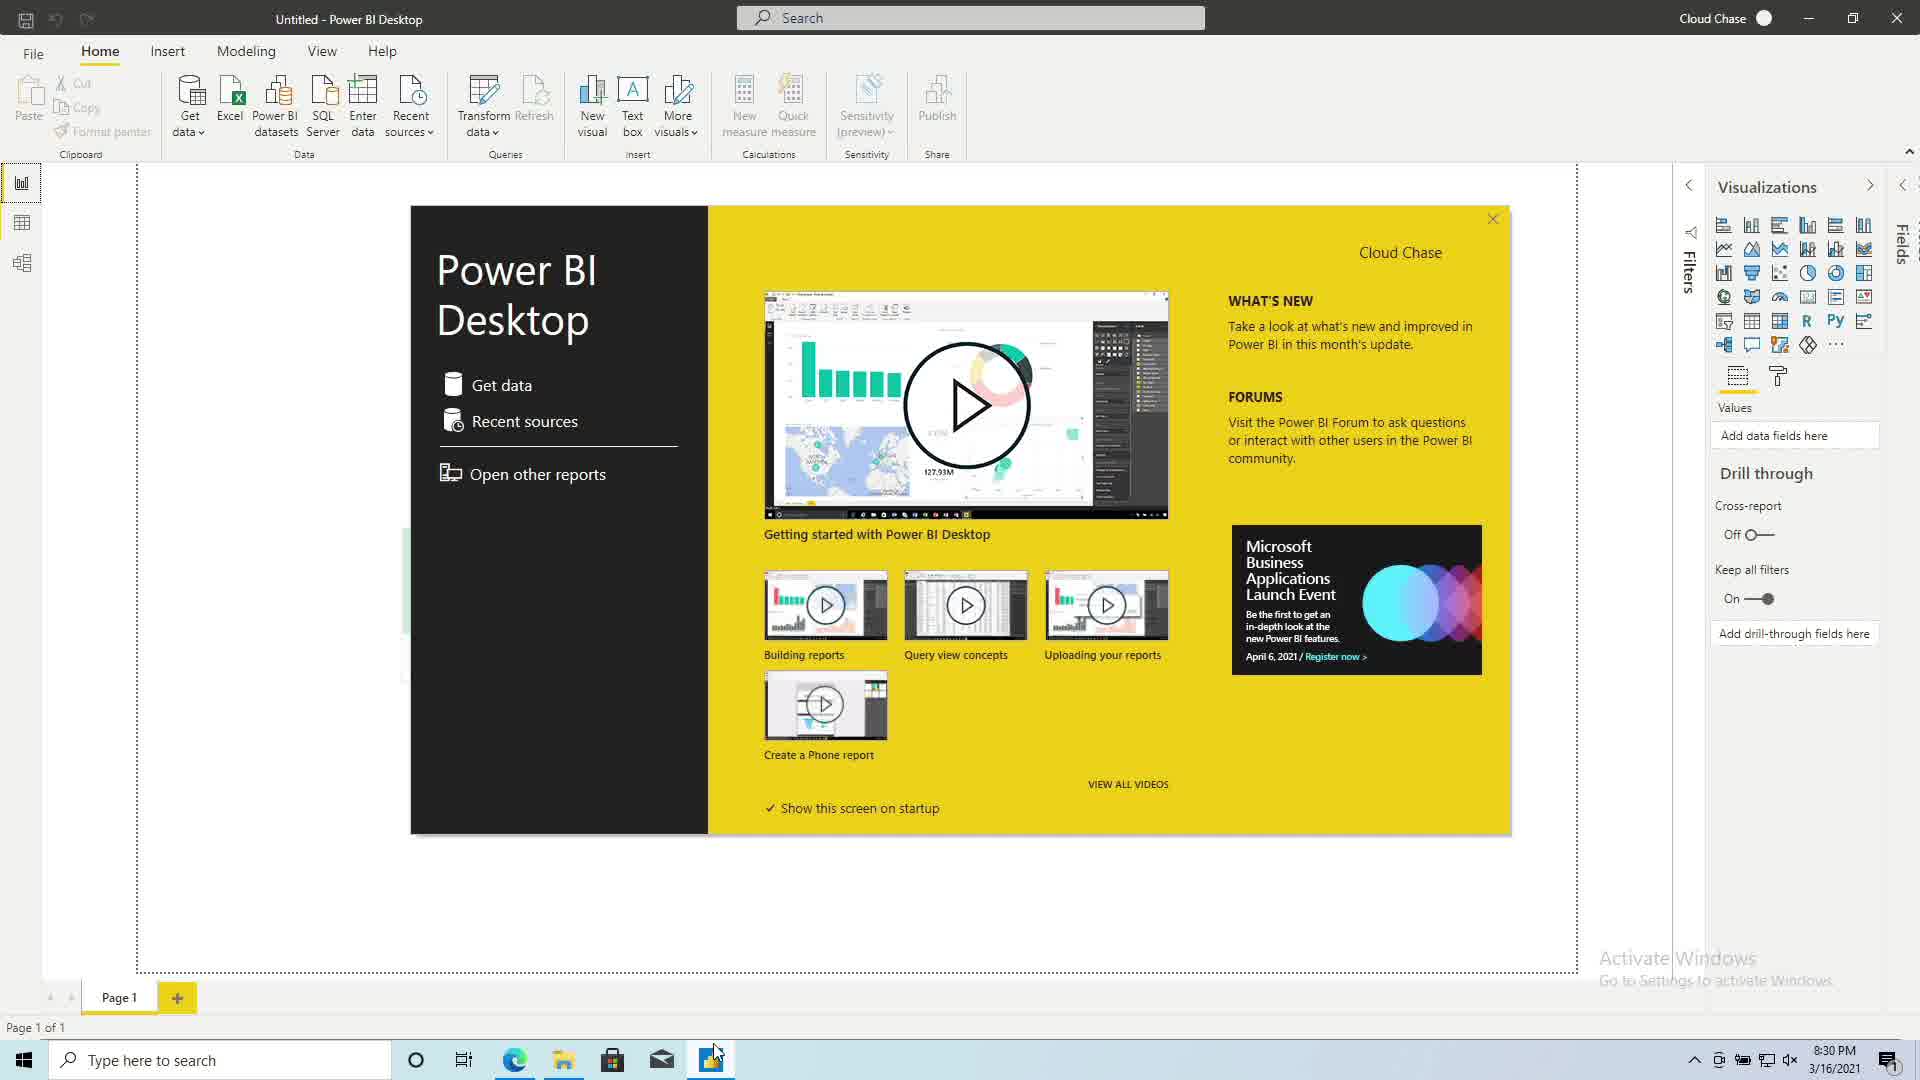 Untitled - Power BI Desktop
Search
Cloud Chase
File
Home
Insert
Modeling
View
Help
Paste
Cut
Copy
Format painter
Clipboard
Get
data
Excel
Power BI
datasets
SQL
Server
Enter
data
Recent
sources
Data
Transform
data
Refresh
Queries
New
visual
Text
box
More
visuals
Insert
New
measure
Quick
measure
Calculations
Sensitivity
(preview)
Sensitivity
Publish
Share
Power BI
Desktop
Get data
Recent sources
Open other reports
Cloud Chase
127.93M
Getting started with Power BI Desktop
Building reports
Query view concepts
Uploading your reports
Create a Phone report
VIEW ALL VIDEOS
Show this screen on startup
WHAT'S NEW
Take a look at what's new and improved in
Power BI in this month's update.
FORUMS
Visit the Power BI Forum to ask questions
or interact with other users in the Power BI
community.
Microsoft
Business
Applications
Launch Event
Be the first to get an
in-depth look at the
new Power BI features.
April 6, 2021 / Register now >
Filters
Visualizations
R
Py
Values
Add data fields here
Drill through
Cross-report
Off
Keep all filters
On
Add drill-through fields here
Fields
Activate Windows
Go to Settings to activate Windows.
Page 1
Page 1 of 1
Type here to search
8:30 PM
3/16/2021
1